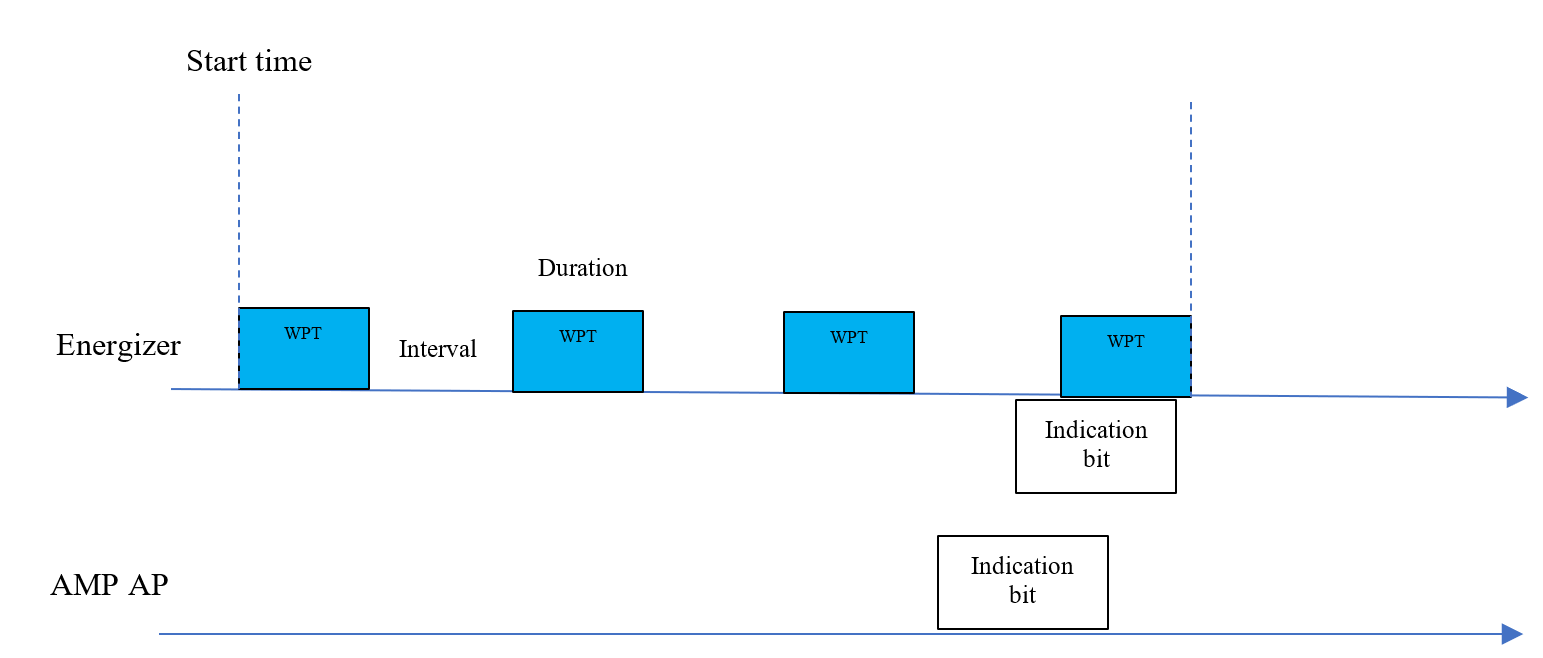 Start time
Duration
Energizer
WPT
Interval
WPT
WPT
WPT
Indication
bit
AMP AP
Indication
bit